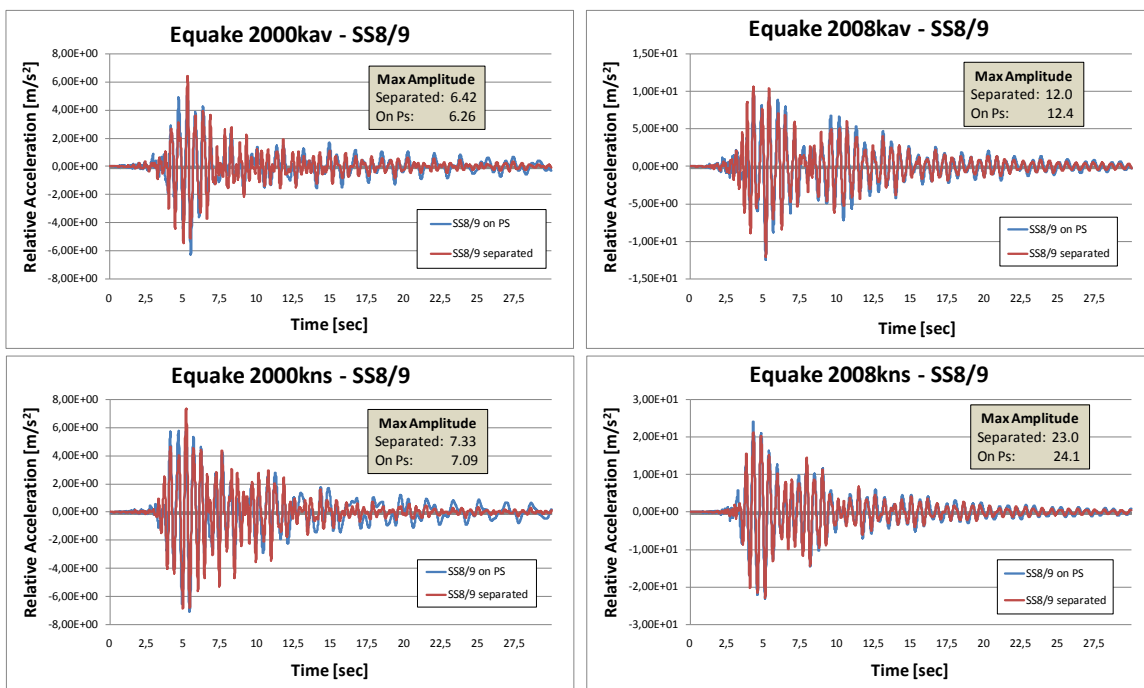 Equake 2000kav - SS8/9
Relative Acceleration [m/s²]
8,00E+00
6,00E+00
4,00E+00
2,00E+00
0,00E+00
-2,00E+00
-4,00E+00
-6,00E+00
-8,00E+00
Max Amplitude
Separated: 6.42
On Ps: 6.26
SS8/9 on PS
SS8/9 separated
0 2,5 5 7,5 10 12,5 15 17,5 20 22,5 25 27,5
Time [sec]
Equake 2008kav - SS8/9
Relative Acceleration [m/s²]
1,50E+01
1,00E+01
5,00E+00
0,00E+00
-5,00E+00
-1,00E+01
-1,50E+01
Max Amplitude
Separated: 12.0
On Ps: 12.4
SS8/9 on PS
SS8/9 separated
0 2,5 5 7,5 10 12,5 15 17,5 20 22,5 25 27,5
Time [sec]
Equake 2000kns - SS8/9
Relative Acceleration [m/s²]
8,00E+00
6,00E+00
4,00E+00
2,00E+00
0,00E+00
-2,00E+00
-4,00E+00
-6,00E+00
-8,00E+00
Max Amplitude
Separated: 7.33
On Ps: 7.09
SS8/9 on PS
SS8/9 separated
0 2,5 5 7,5 10 12,5 15 17,5 20 22,5 25 27,5
Time [sec]
Equake 2008kns - SS8/9
Relative Acceleration [m/s²]
3,00E+01
2,00E+01
1,00E+01
0,00E+00
-1,00E+01
-2,00E+01
-3,00E+01
Max Amplitude
Separated: 23.0
On Ps: 24.1
SS8/9 on PS
SS8/9 separated
0 2,5 5 7,5 10 12,5 15 17,5 20 22,5 25 27,5
Time [sec]